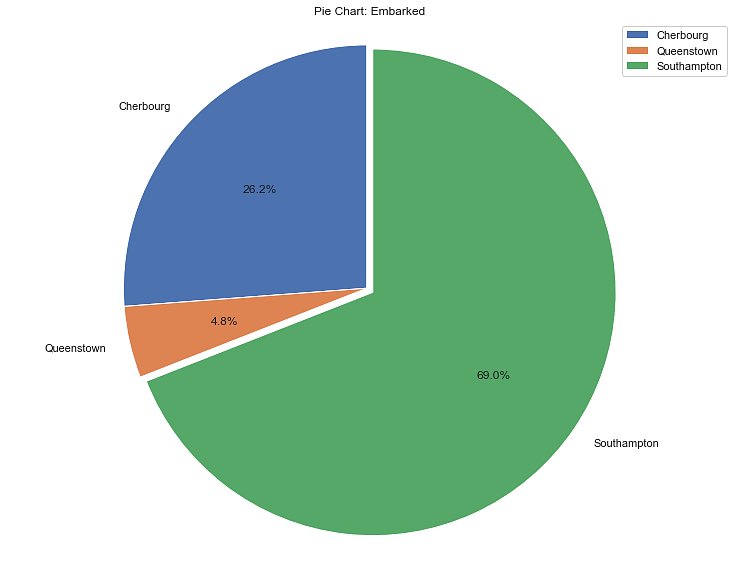 Pie Chart: Embarked
Cherbourg
Queenstown
Southampton
Cherbourg
26.2%
4.8%
Queenstown
69.0%
Southampton